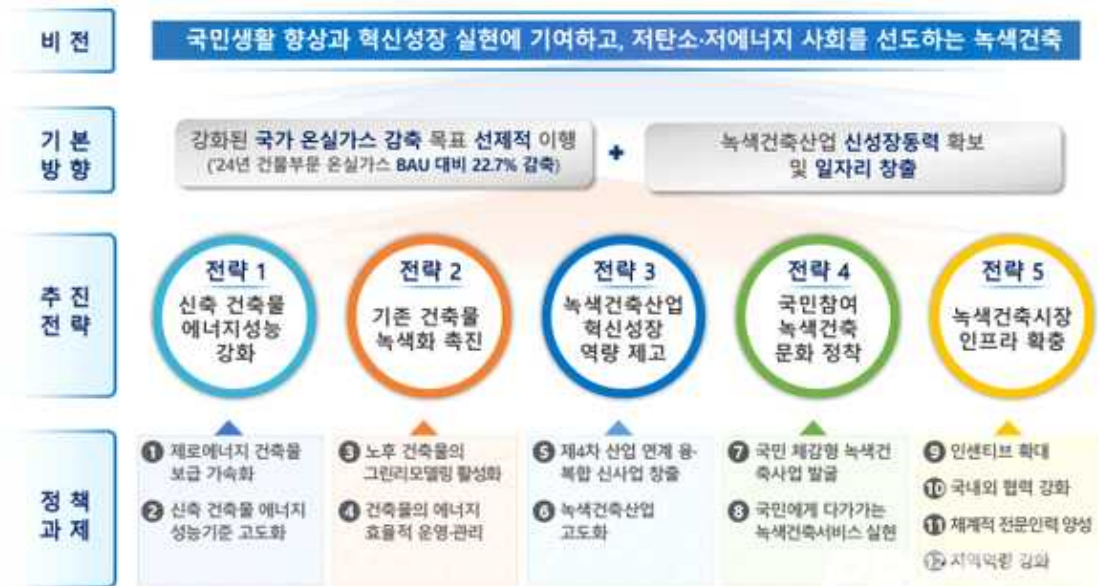 비 전
국민생활 향상과 혁신성장 실현에 기여하고, 저탄소·저에너지 사회를 선도하는 녹색건축
기 본
방 향
강화된 국가 온실가스 감축 목표 선제적 이행
('24년 건물부문 온실가스 BAU 대비 22.7% 감축)
+
녹색건축산업 신성장동력 확보
및 일자리 창출
추 진
전 략
전략 1
신축 건축물
에너지성능
강화
전략 2
기존 건축물
녹색화 촉진
전략 3
녹색건축산업
혁신성장
역량 제고
전략 4
국민참여
녹색건축
문화 정착
전략 5
녹색건축시장
인프라 확충
정 책
과 제
1 제로에너지 건축물
보급 가속화
2 신축 건축물 에너지
성능기준 고도화
3 노후 건축물의
그린리모델링 활성화
4 건축물의 에너지
효율적 운영·관리
5 제4차 산업 연계 융·
복합 신사업 창출
6 녹색건축산업
고도화
7 국민 체감형 녹색건
축사업 발굴
8 국민에게 다가가는
녹색건축서비스 실현
9 인센티브 확대
10 국내외 협력 강화
11 체계적 전문인력 양성
12 지역역량 강화